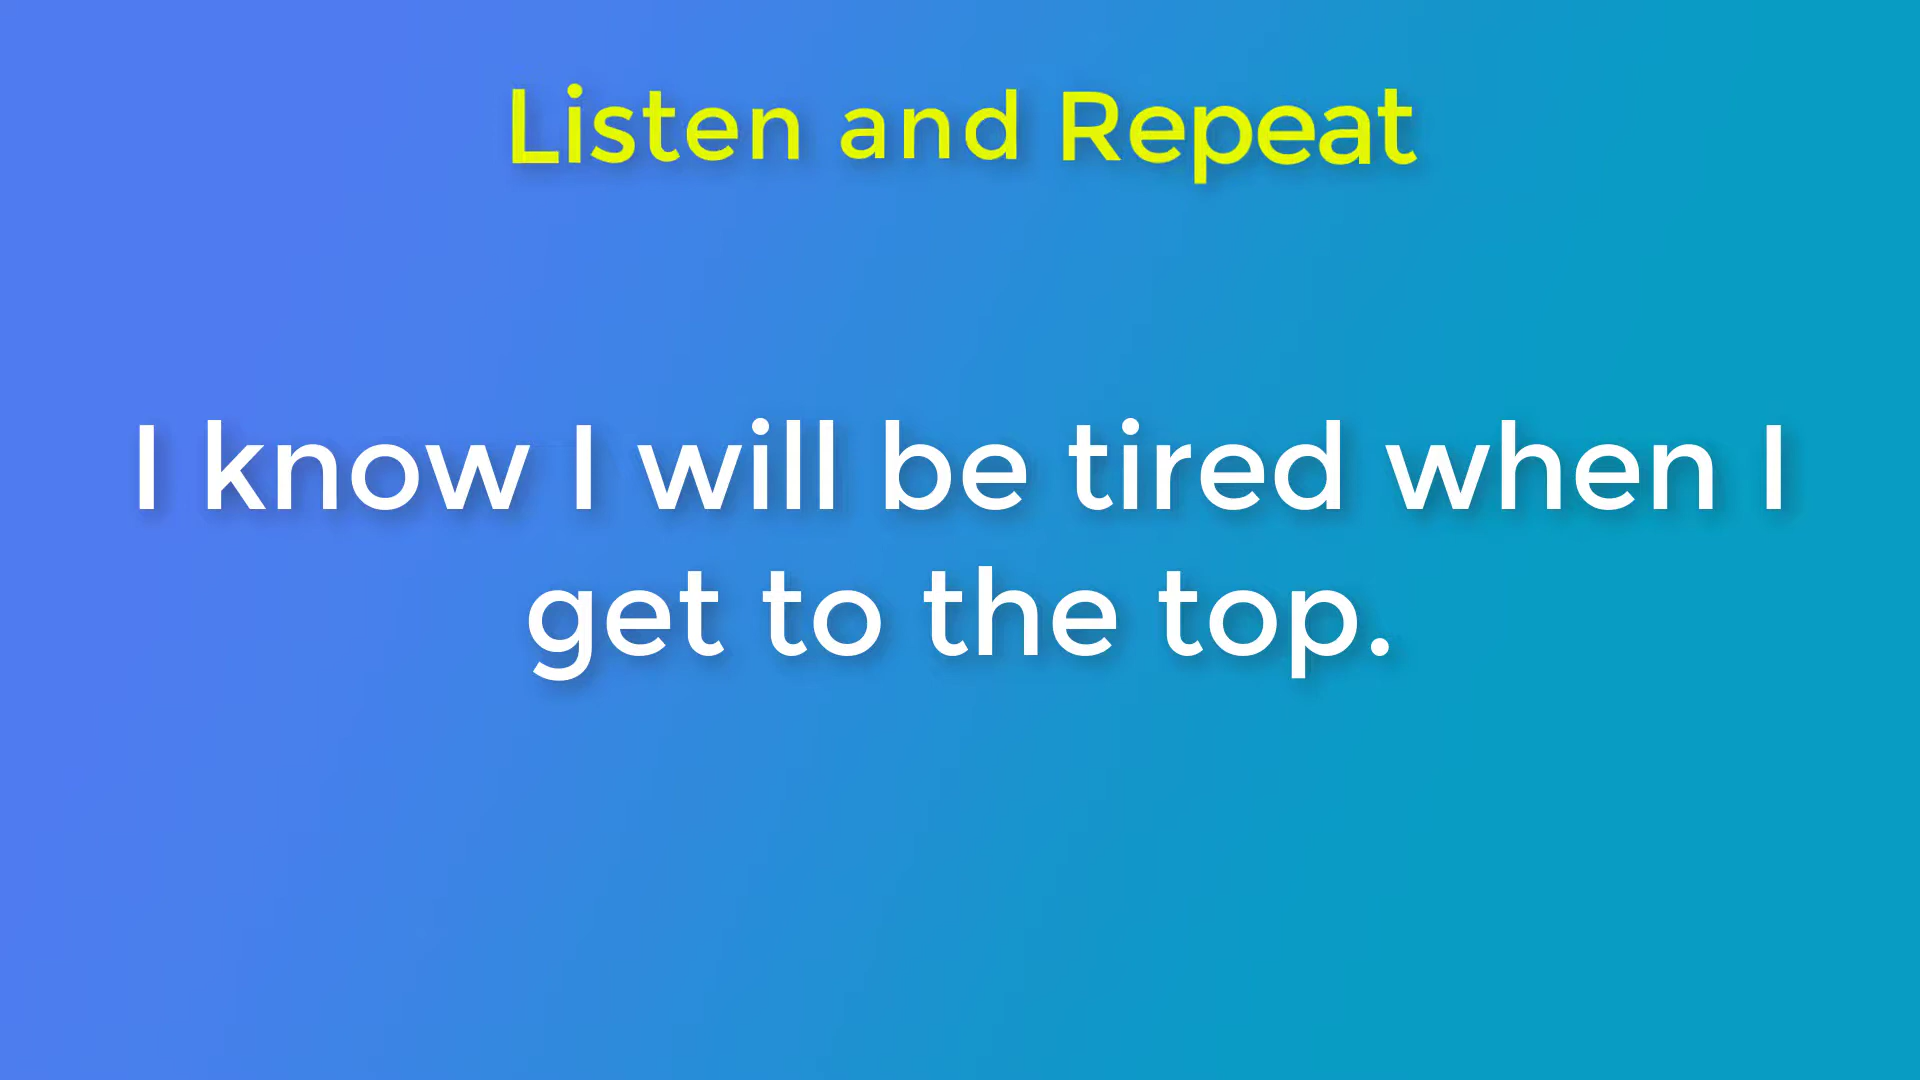 Listen and Repeat
I know I will be tired when I
get to the top.